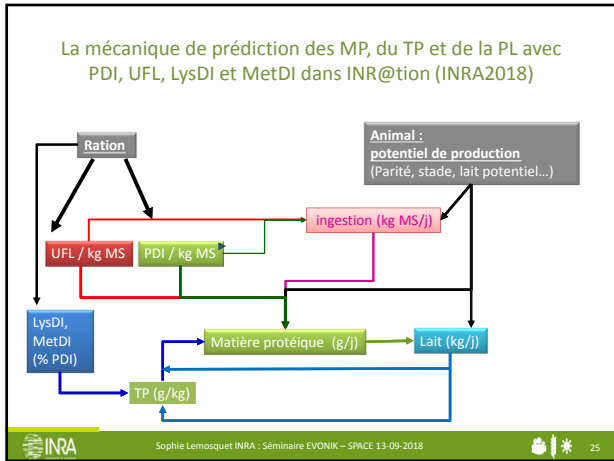 La mécanique de prédiction des MP, du TP et de la PL avec
PDI, UFL, LysDI et MetDI dans INR@tion (INRA2018)
Ration
Animal :
potentiel de production
(Parité, stade, lait potentiel…)
ingestion (kg MS/j)
UFL / kg MS
PDI / kg MS
LysDI,
MetDI
(% PDI)
Matière protéique (g/j)
Lait (kg/j)
TP (g/kg)
INRA
Sophie Lemosquet INRA : Séminaire EVONIK – SPACE 13-09-2018
25